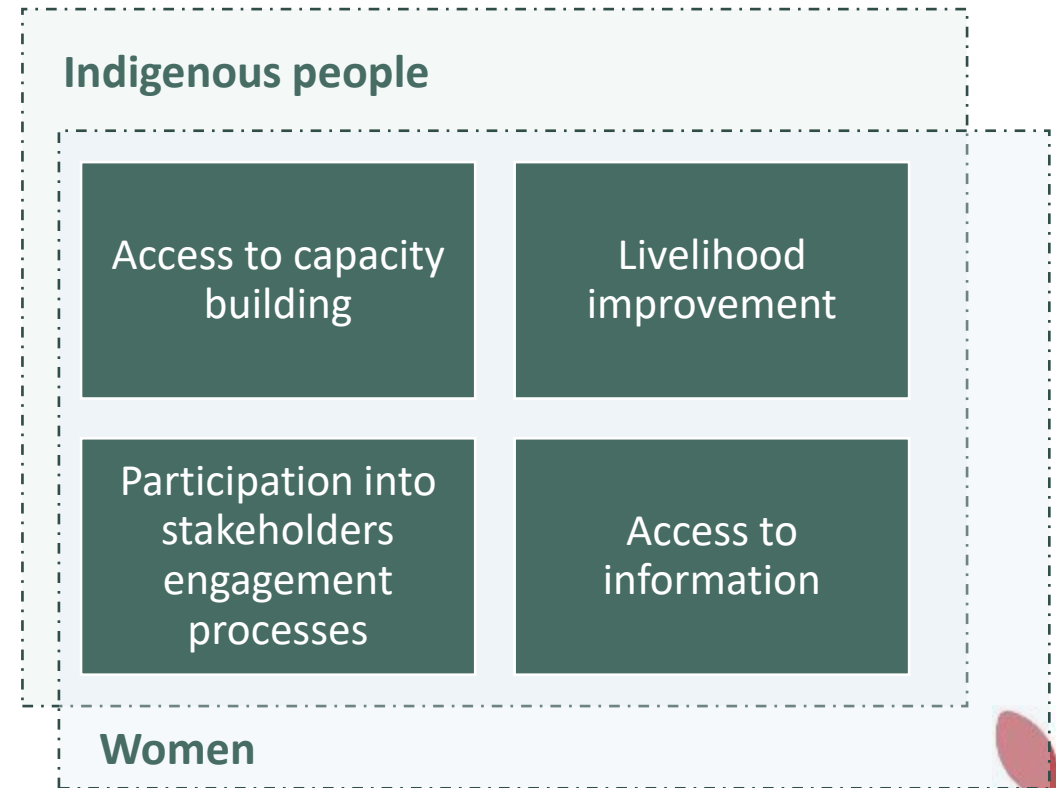 Indigenous people
Access to capacity
building
Livelihood
improvement
Participation into
stakeholders
engagement
processes
Access to
information
Women